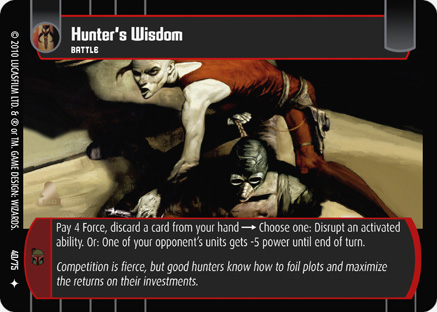 Hunter's Wisdom
BATTLE
Pay 4 Force, discard a card from your hand ⟶ Choose one: Disrupt an activated
ability. Or: One of your opponent's units gets -5 power until end of turn.
Competition is fierce, but good hunters know how to foil plots and maximize
the returns on their investments.
© 2010 LUCASFILM LTD. & ® or TM. GAME DESIGN: WIZARDS.
40/75